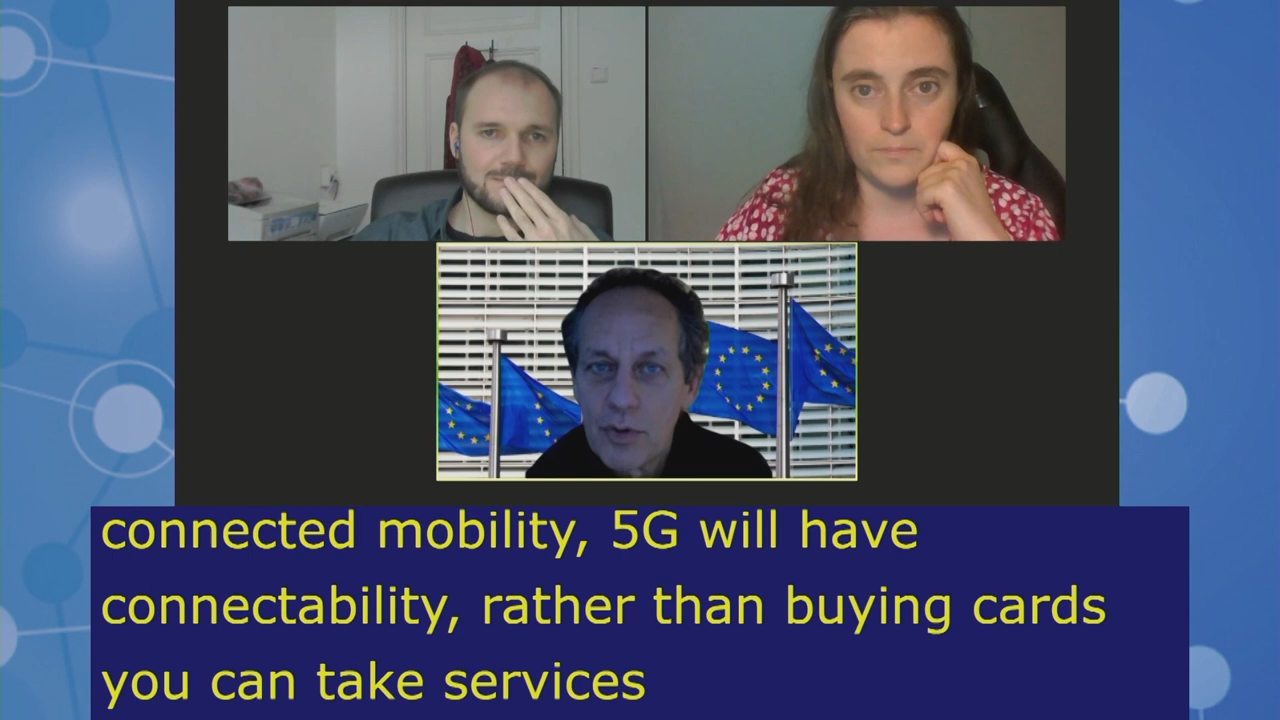 connected mobility, 5G will have
connectability, rather than buying cards
you can take services